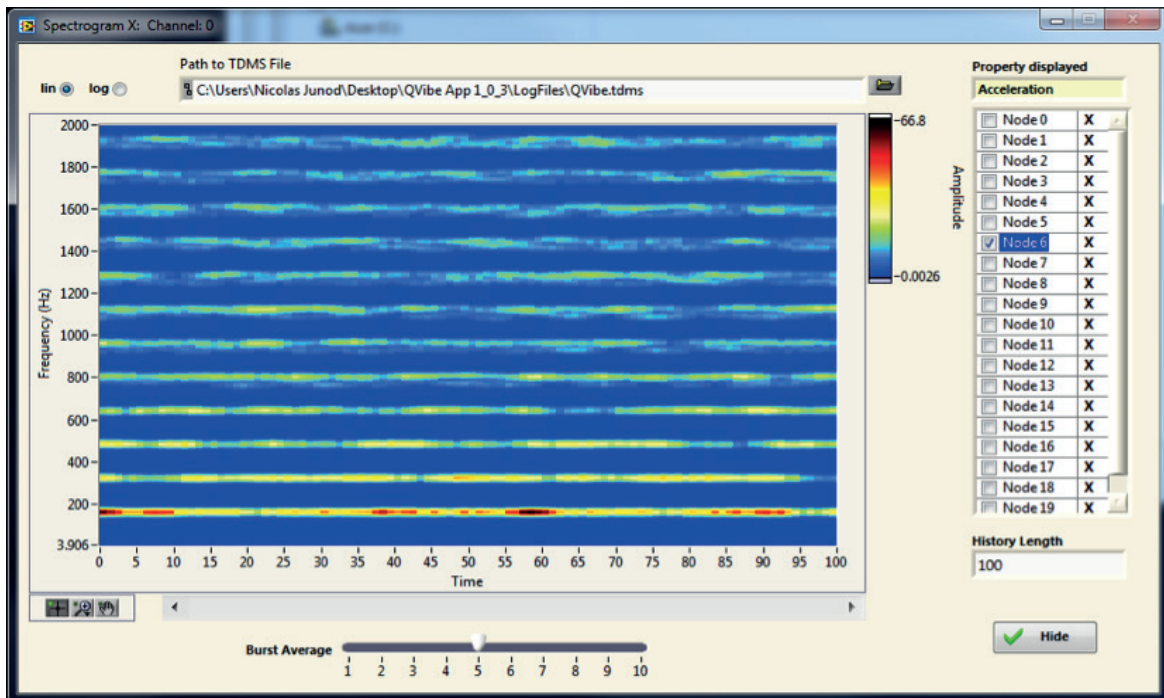 Spectrogram X: Channel: 0
Path to TDMS File
lin log
C:\Users\Nicolas Junod\Desktop\QVibe App 1_0_3\LogFiles\QVibe.tdms
Property displayed
Acceleration
Node 0 X
Node 1 X
Node 2 X
Node 3 X
Node 4 X
Node 5 X
Node 6 X
Node 7 X
Node 8 X
Node 9 X
Node 10 X
Node 11 X
Node 12 X
Node 13 X
Node 14 X
Node 15 X
Node 16 X
Node 17 X
Node 18 X
Node 19 X
Frequency (Hz)
2000
1800
1600
1400
1200
1000
800
600
400
200
3.906
0 5 10 15 20 25 30 35 40 45 50 55 60 65 70 75 80 85 90 95 100
Time
66.8
-0.0026
Amplitude
History Length
100
Burst Average
1 2 3 4 5 6 7 8 9 10
Hide